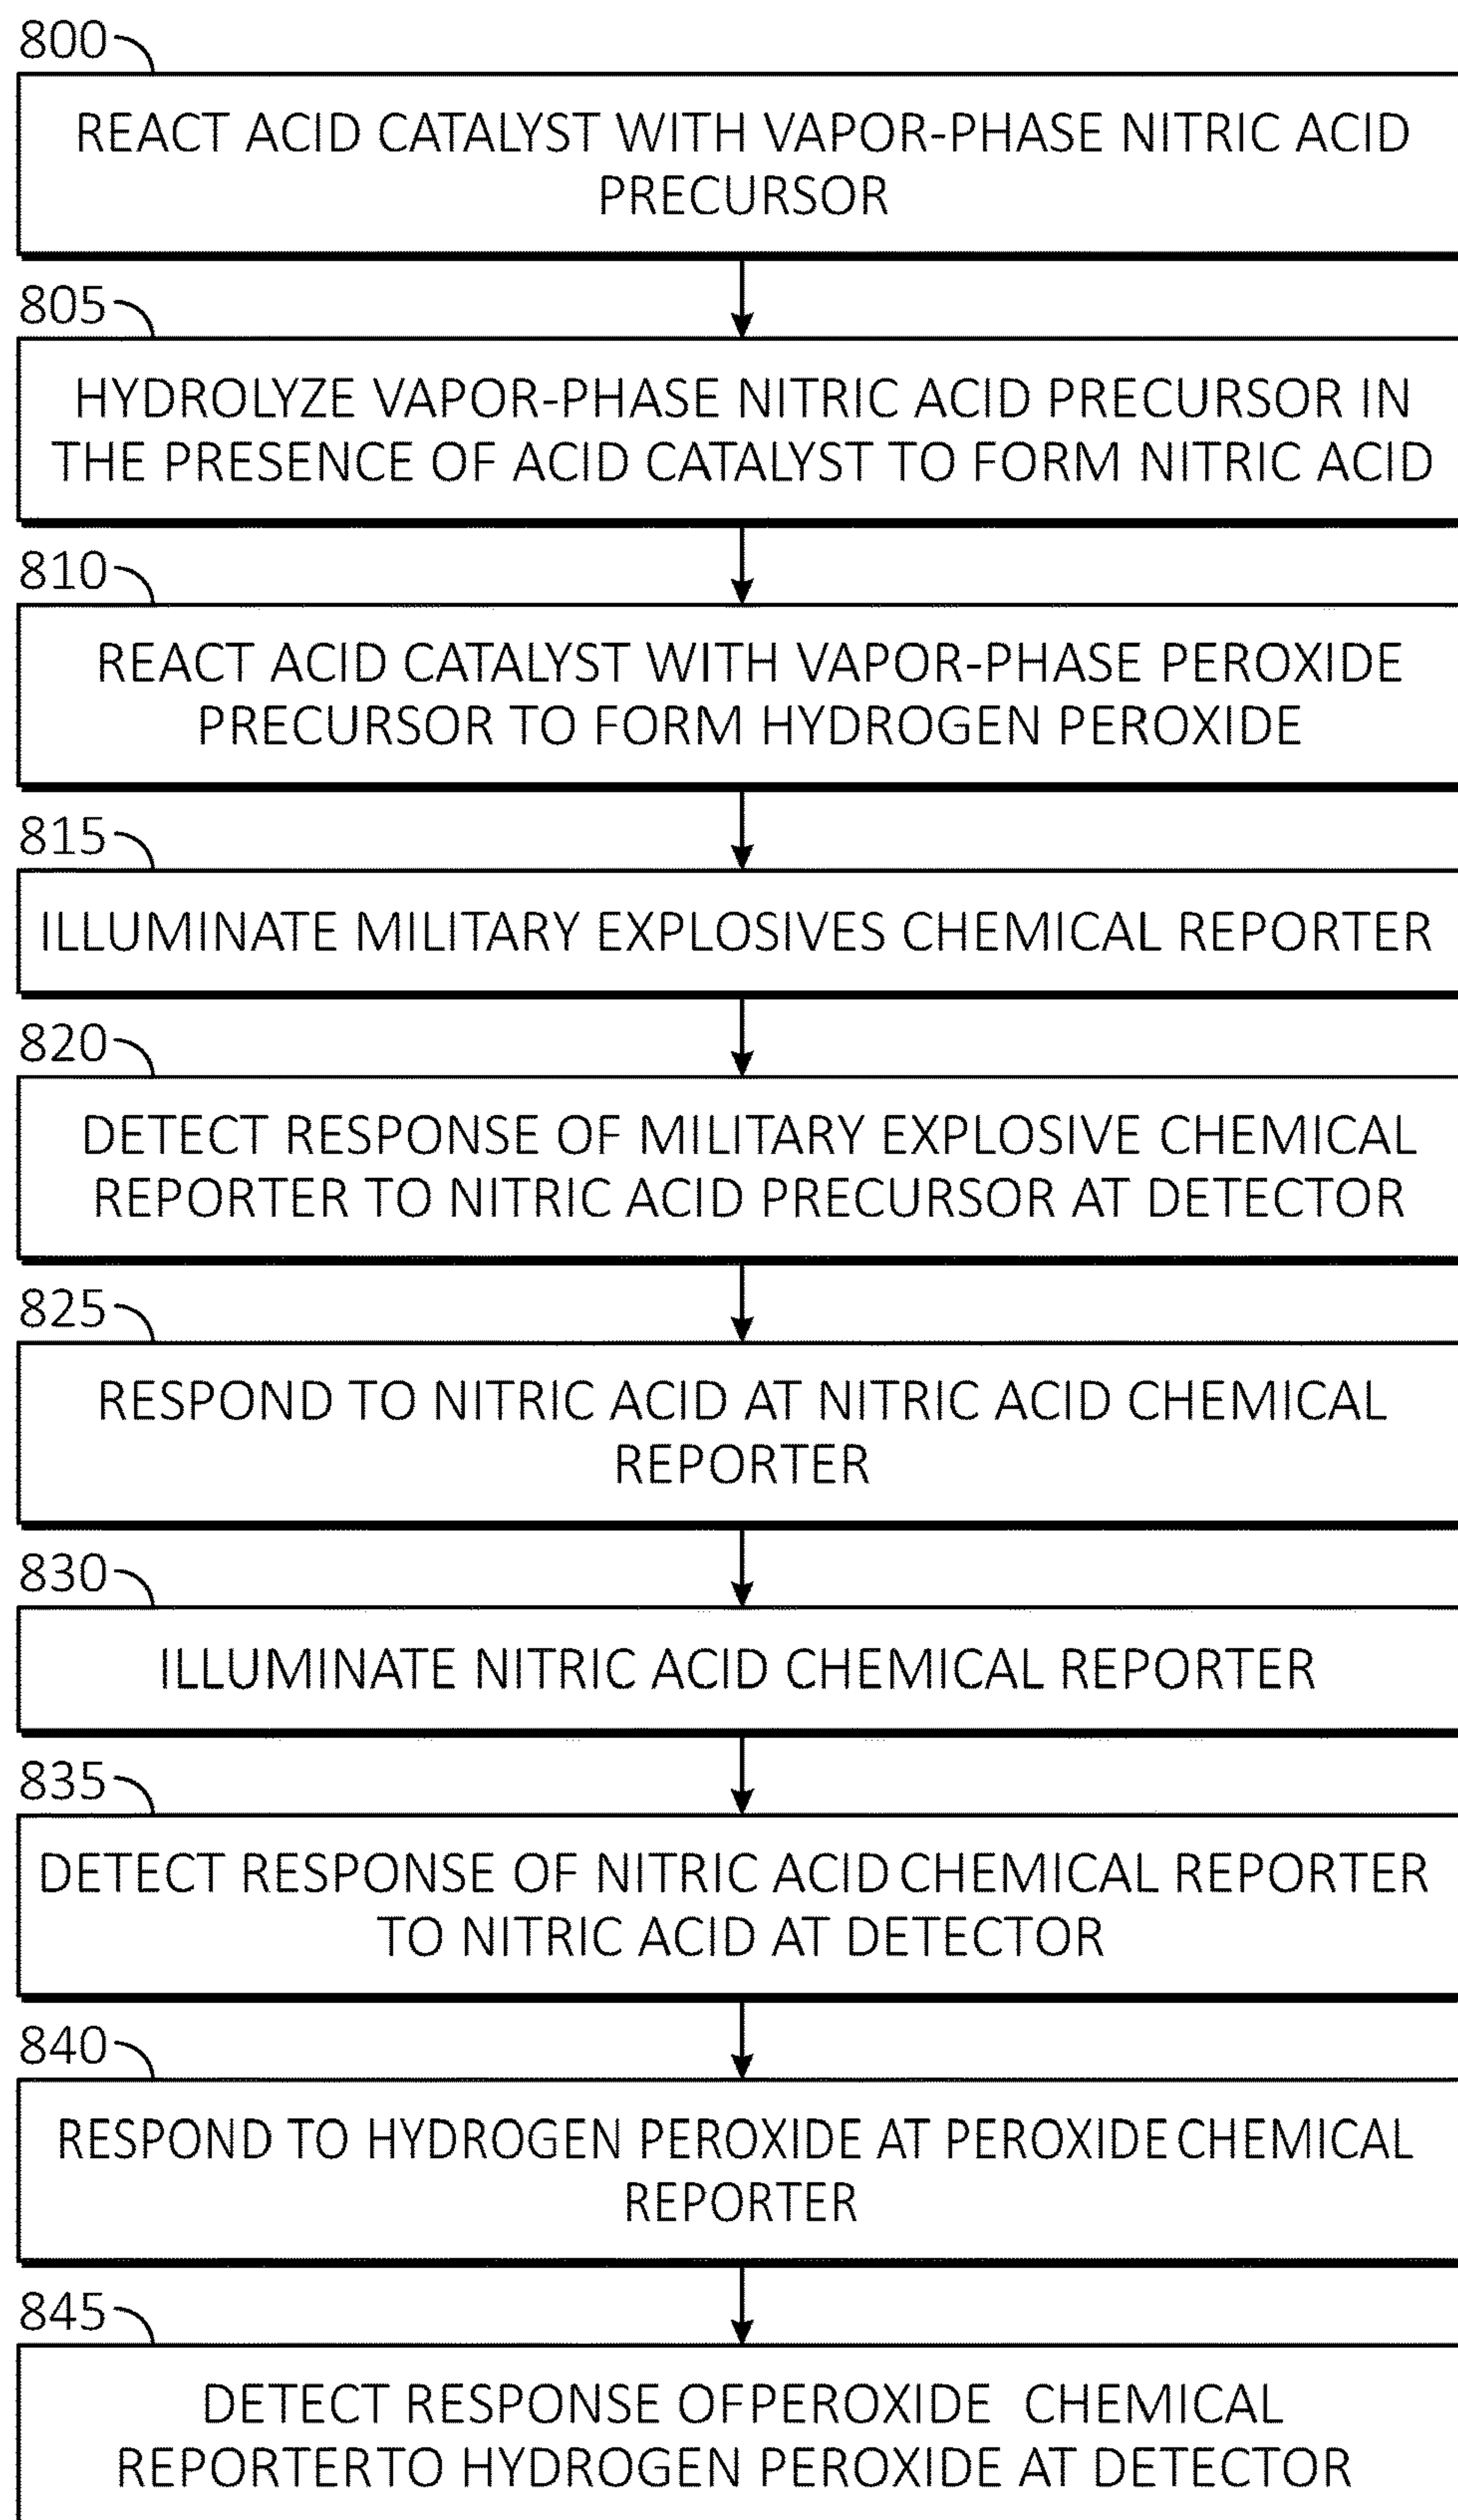 800
REACT ACID CATALYST WITH VAPOR-PHASE NITRIC ACID
PRECURSOR
805
HYDROLYZE VAPOR-PHASE NITRIC ACID PRECURSOR IN
THE PRESENCE OF ACID CATALYST TO FORM NITRIC ACID
810
REACT ACID CATALYST WITH VAPOR-PHASE PEROXIDE
PRECURSOR TO FORM HYDROGEN PEROXIDE
815
ILLUMINATE MILITARY EXPLOSIVES CHEMICAL REPORTER
820
DETECT RESPONSE OF MILITARY EXPLOSIVE CHEMICAL
REPORTER TO NITRIC ACID PRECURSOR AT DETECTOR
825
RESPOND TO NITRIC ACID AT NITRIC ACID CHEMICAL
REPORTER
830
ILLUMINATE NITRIC ACID CHEMICAL REPORTER
835
DETECT RESPONSE OF NITRIC ACID CHEMICAL REPORTER
TO NITRIC ACID AT DETECTOR
840
RESPOND TO HYDROGEN PEROXIDE AT PEROXIDE CHEMICAL
REPORTER
845
DETECT RESPONSE OFPEROXIDE CHEMICAL
REPORTERTO HYDROGEN PEROXIDE AT DETECTOR